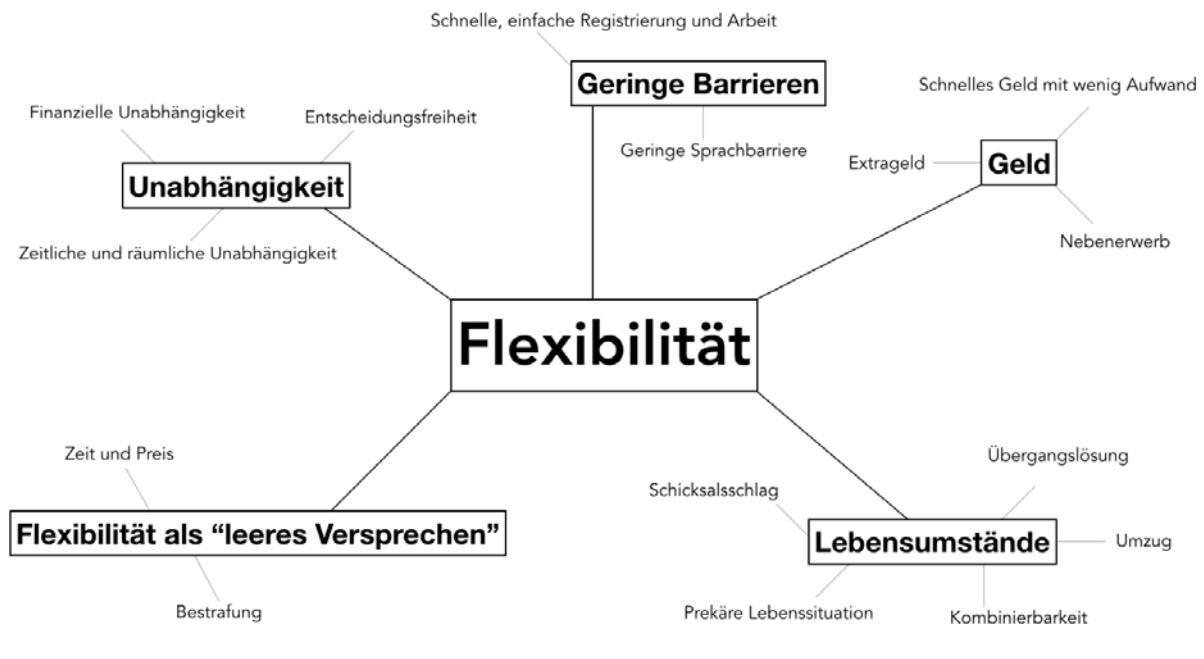 Schnelle, einfache Registrierung und Arbeit
Geringe Barrieren
Geringe Sprachbarriere
Finanzielle Unabhängigkeit
Entscheidungsfreiheit
Unabhängigkeit
Zeitliche und räumliche Unabhängigkeit
Schnelles Geld mit wenig Aufwand
Extrageld
Geld
Nebenerwerb
Flexibilität
Zeit und Preis
Flexibilität als “leeres Versprechen”
Bestrafung
Übergangslösung
Schicksalsschlag
Lebensumstände
Umzug
Prekäre Lebenssituation
Kombinierbarkeit